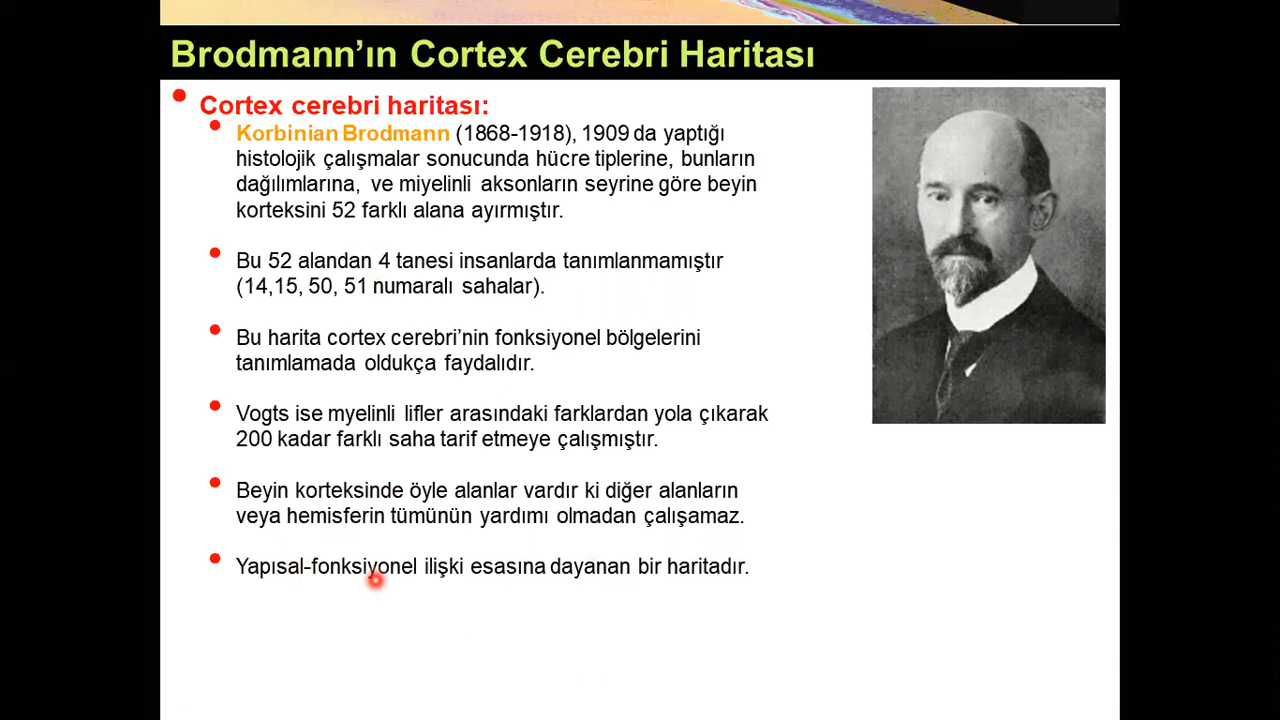 Brodmann’ın Cortex Cerebri Haritası
Cortex cerebri haritası:
Korbinian Brodmann (1868-1918), 1909 da yaptığı
histolojik çalışmalar sonucunda hücre tiplerine, bunların
dağılımlarına, ve miyelinli aksonların seyrine göre beyin
korteksini 52 farklı alana ayırmıştır.
Bu 52 alandan 4 tanesi insanlarda tanımlanmamıştır
(14,15, 50, 51 numaralı sahalar).
Bu harita cortex cerebri’nin fonksiyonel bölgelerini
tanımlamada oldukça faydalıdır.
Vogts ise myelinli lifler arasındaki farklardan yola çıkarak
200 kadar farklı saha tarif etmeye çalışmıştır.
Beyin korteksinde öyle alanlar vardır ki diğer alanların
veya hemisferin tümünün yardımı olmadan çalışamaz.
Yapısal-fonksiyonel ilişki esasına dayanan bir haritadır.